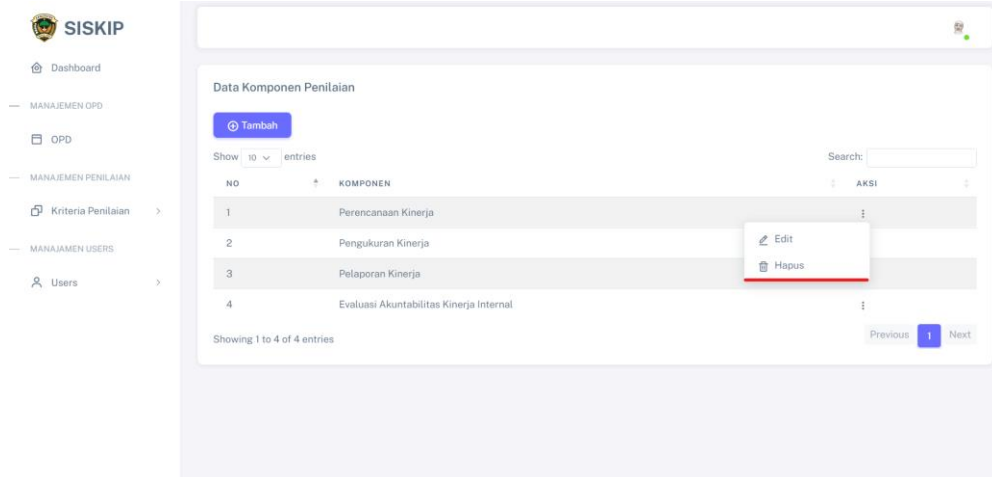 SISKIP
Dashboard
MANAJEMEN OPD
OPD
MANAJEMEN PENILAIAN
Kriteria Penilaian
MANAJAMEN USERS
Users
Data Komponen Penilaian
Tambah
Show 10 entries
Search:
NO KOMPONEN AKSI
1 Perencanaan Kinerja
2 Pengukuran Kinerja
3 Pelaporan Kinerja
4 Evaluasi Akuntabilitas Kinerja Internal
Edit
Hapus
Showing 1 to 4 of 4 entries
Previous 1 Next